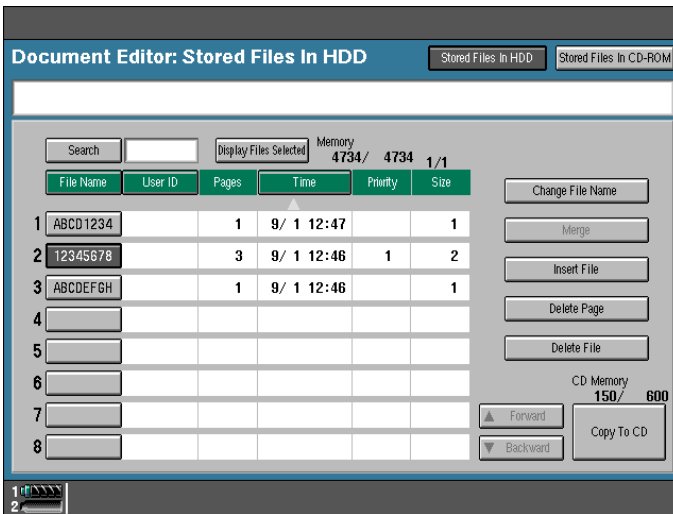 Document Editor: Stored Files In HDD
Stored Files In HDD
Stored Files In CD-ROM
Search
Display Files Selected
Memory
4734/ 4734 1/1
File Name User ID Pages Time Priority Size
1 ABCD1234 1 9/ 1 12:47 1
2 12345678 3 9/ 1 12:46 1 2
3 ABCDEFGH 1 9/ 1 12:46 1
4
5
6
7
8
Change File Name
Merge
Insert File
Delete Page
Delete File
CD Memory
150/ 600
▲ Forward
▼ Backward
Copy To CD
1
2